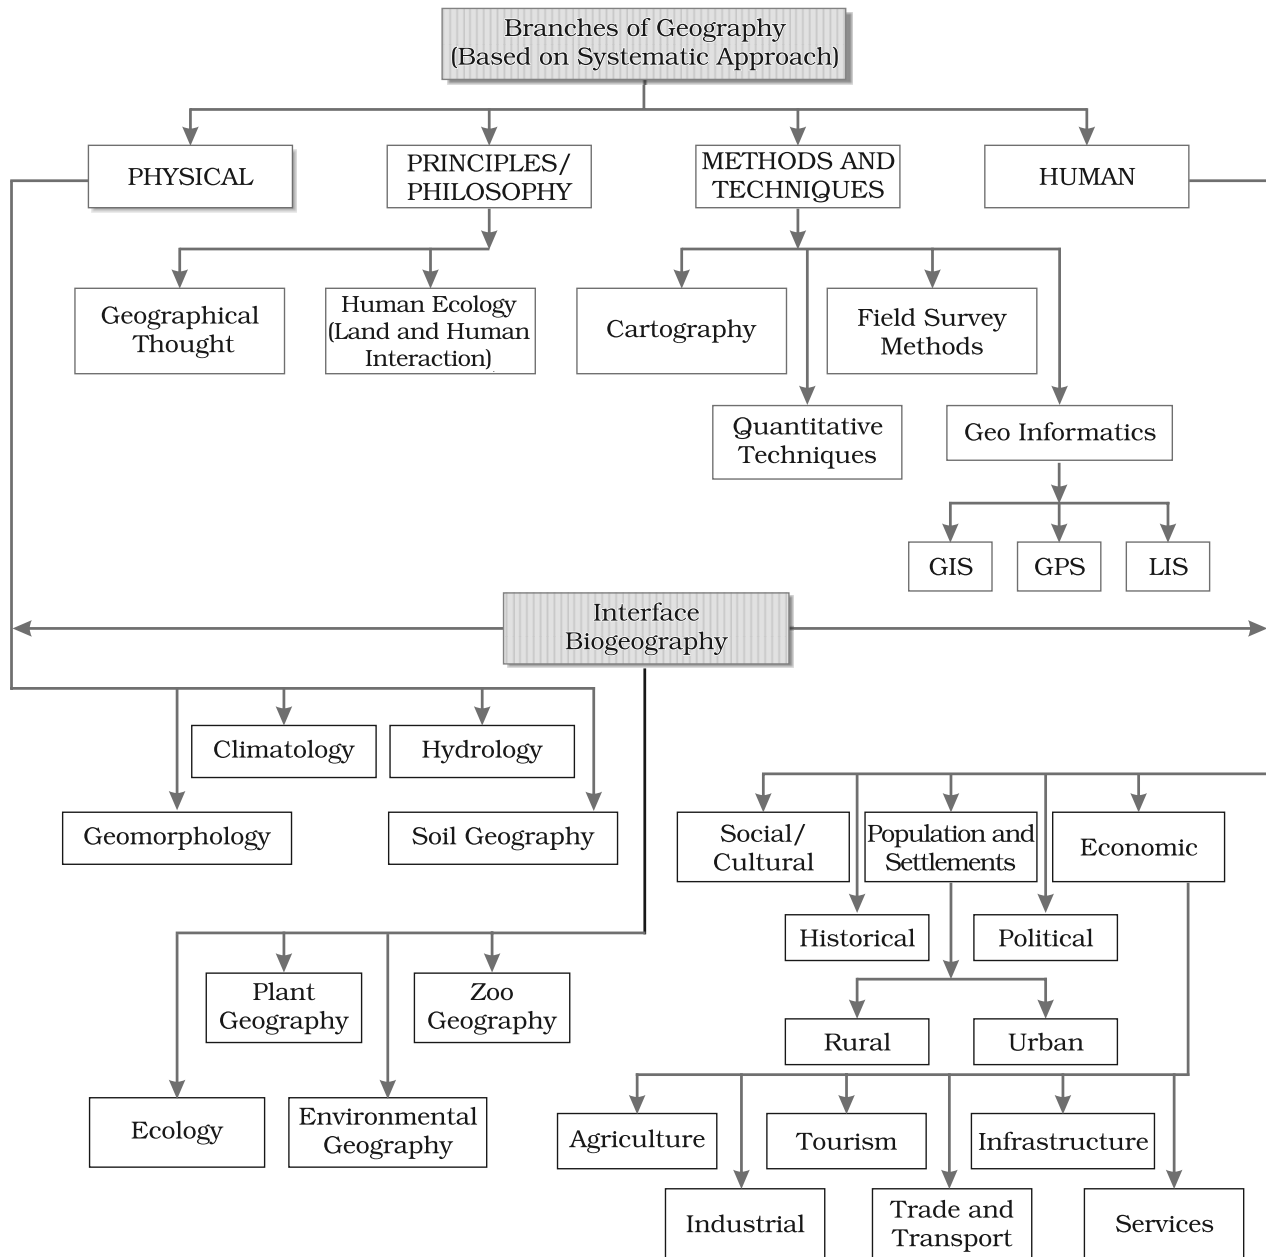 Branches of Geography
(Based on Systematic Approach)
PHYSICAL
PRINCIPLES/
PHILOSOPHY
METHODS AND
TECHNIQUES
HUMAN
Geographical
Thought
Human Ecology
(Land and Human
Interaction)
Cartography
Field Survey
Methods
Quantitative
Techniques
Geo Informatics
GIS
GPS
LIS
Interface
Biogeography
Climatology
Hydrology
Geomorphology
Soil Geography
Social/
Cultural
Population and
Settlements
Economic
Historical
Political
Plant
Geography
Zoo
Geography
Rural
Urban
Ecology
Environmental
Geography
Agriculture
Tourism
Infrastructure
Industrial
Trade and
Transport
Services